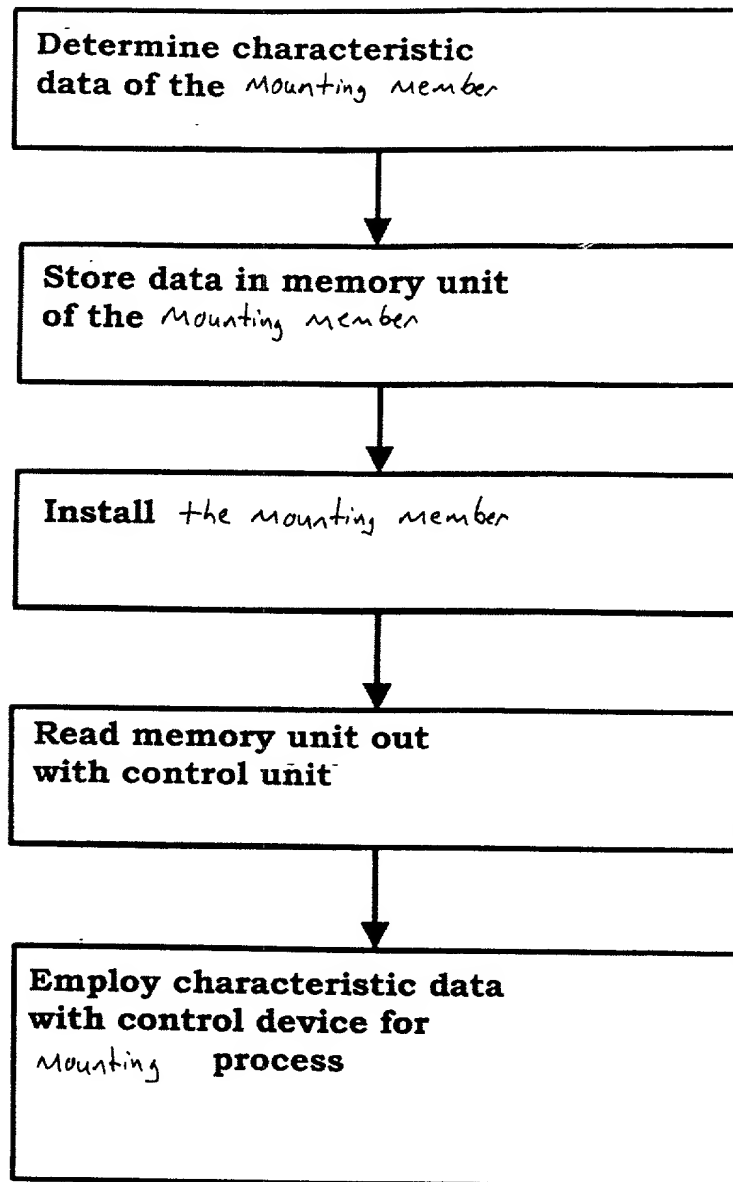 Determine characteristic
data of the Mounting Member
Store data in memory unit
of the Mounting Member
Install the Mounting Member
Read memory unit out
with control unit
Employ characteristic data
with control device for
Mounting process